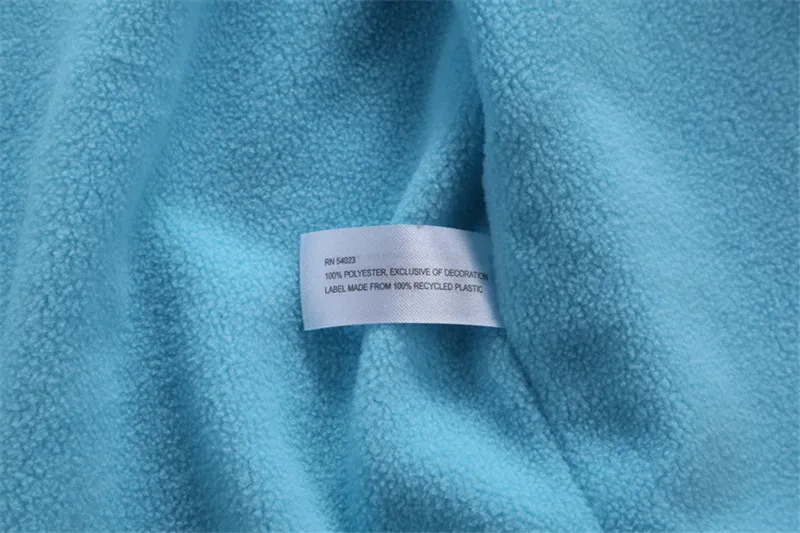 RN 54023
100% POLYESTER, EXCLUSIVE OF DECORATION
LABEL MADE FROM 100% RECYCLED PLASTIC